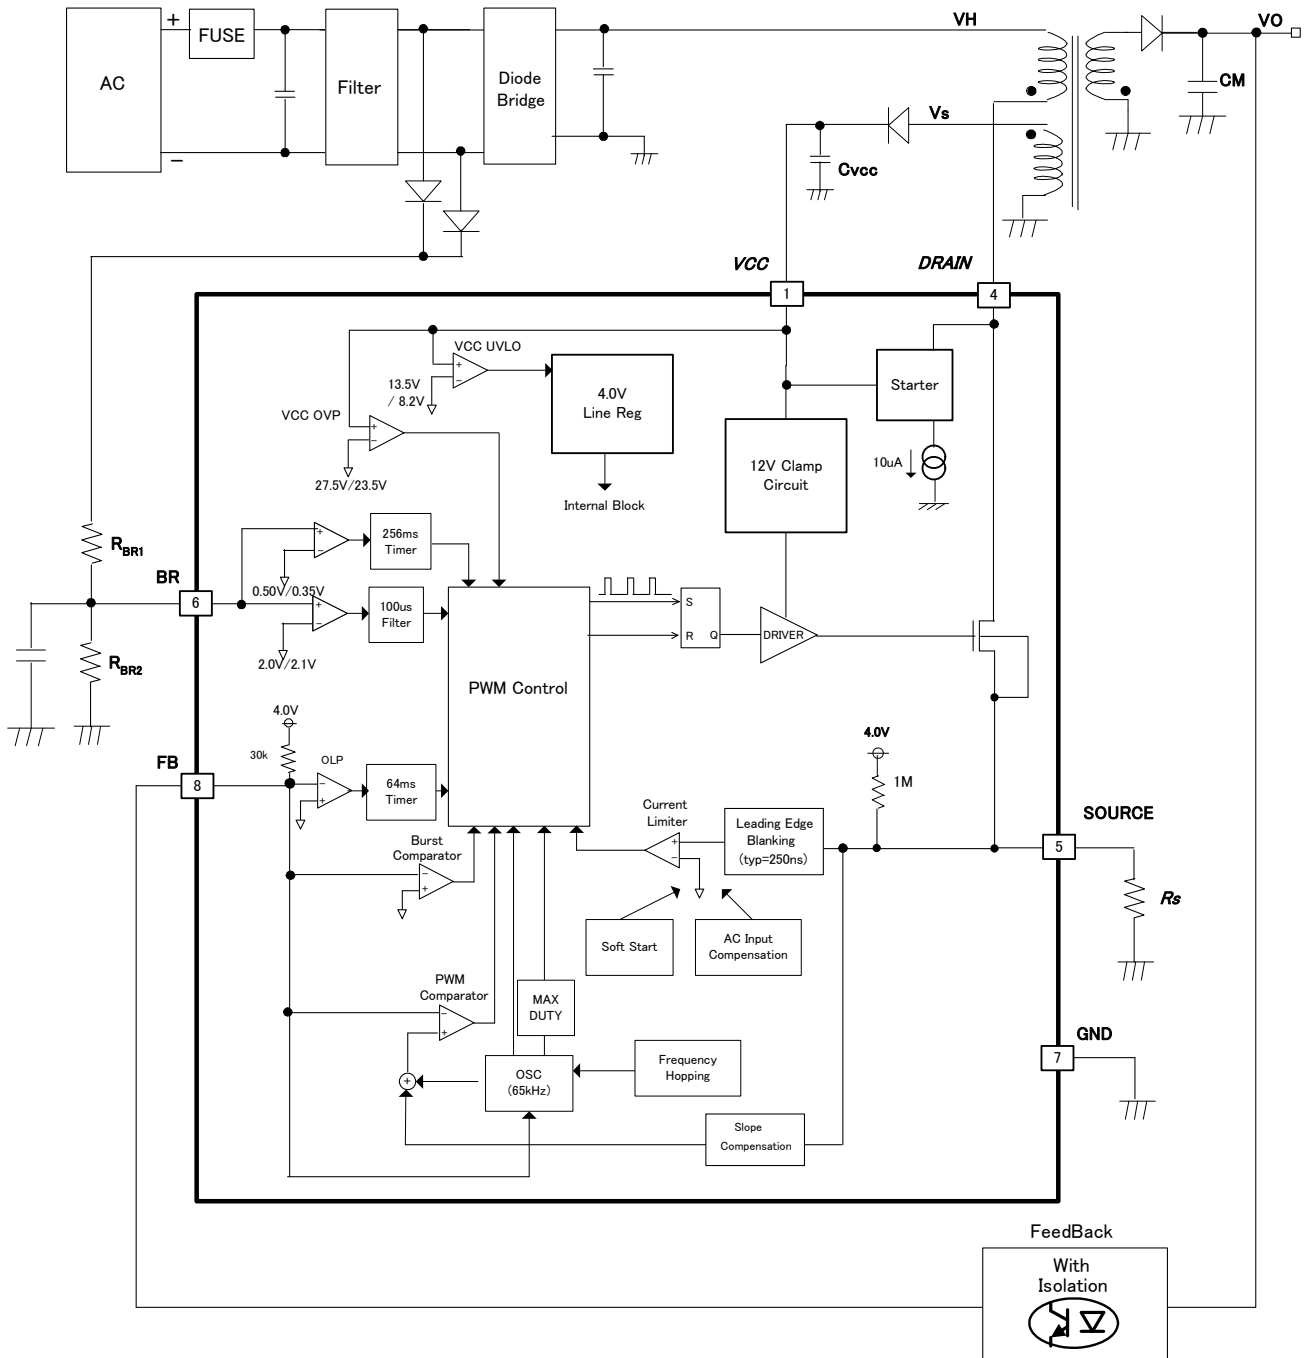 +
FUSE
VH
VO
AC
Filter
Diode
Bridge
CM
−
Vs
Cvcc
VCC
DRAIN
1
4
VCC UVLO
+
−
13.5V
/ 8.2V
4.0V
Line Reg
Starter
VCC OVP
+
−
27.5V/23.5V
Internal Block
12V Clamp
Circuit
10uA
RBR1
+
−
256ms
Timer
BR
6
0.50V/0.35V
+
−
100us
Filter
2.0V/2.1V
RBR2
S
R
Q
DRIVER
PWM Control
4.0V
30k
FB
8
OLP
−
+
64ms
Timer
4.0V
1M
Current
Limiter
+
−
Leading Edge
Blanking
(typ=250ns)
SOURCE
5
Rs
Burst
Comparator
−
+
Soft Start
AC Input
Compensation
PWM
Comparator
−
+
MAX
DUTY
GND
7
+
OSC
(65kHz)
Frequency
Hopping
Slope
Compensation
FeedBack
With
Isolation